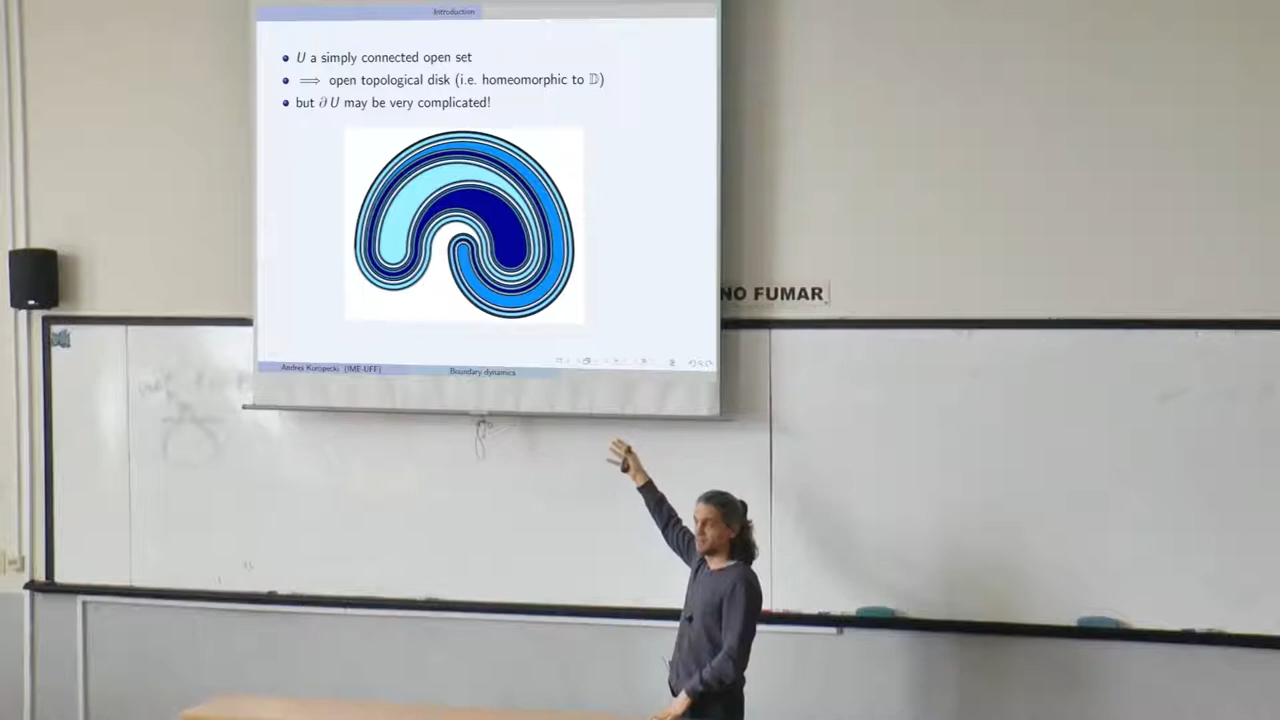 Introduction
U a simply connected open set
⟹ open topological disk (i.e. homeomorphic to 𝔻)
but ∂U may be very complicated!
NO FUMAR
Andres Koropecki (IME-UFF) Boundary dynamics